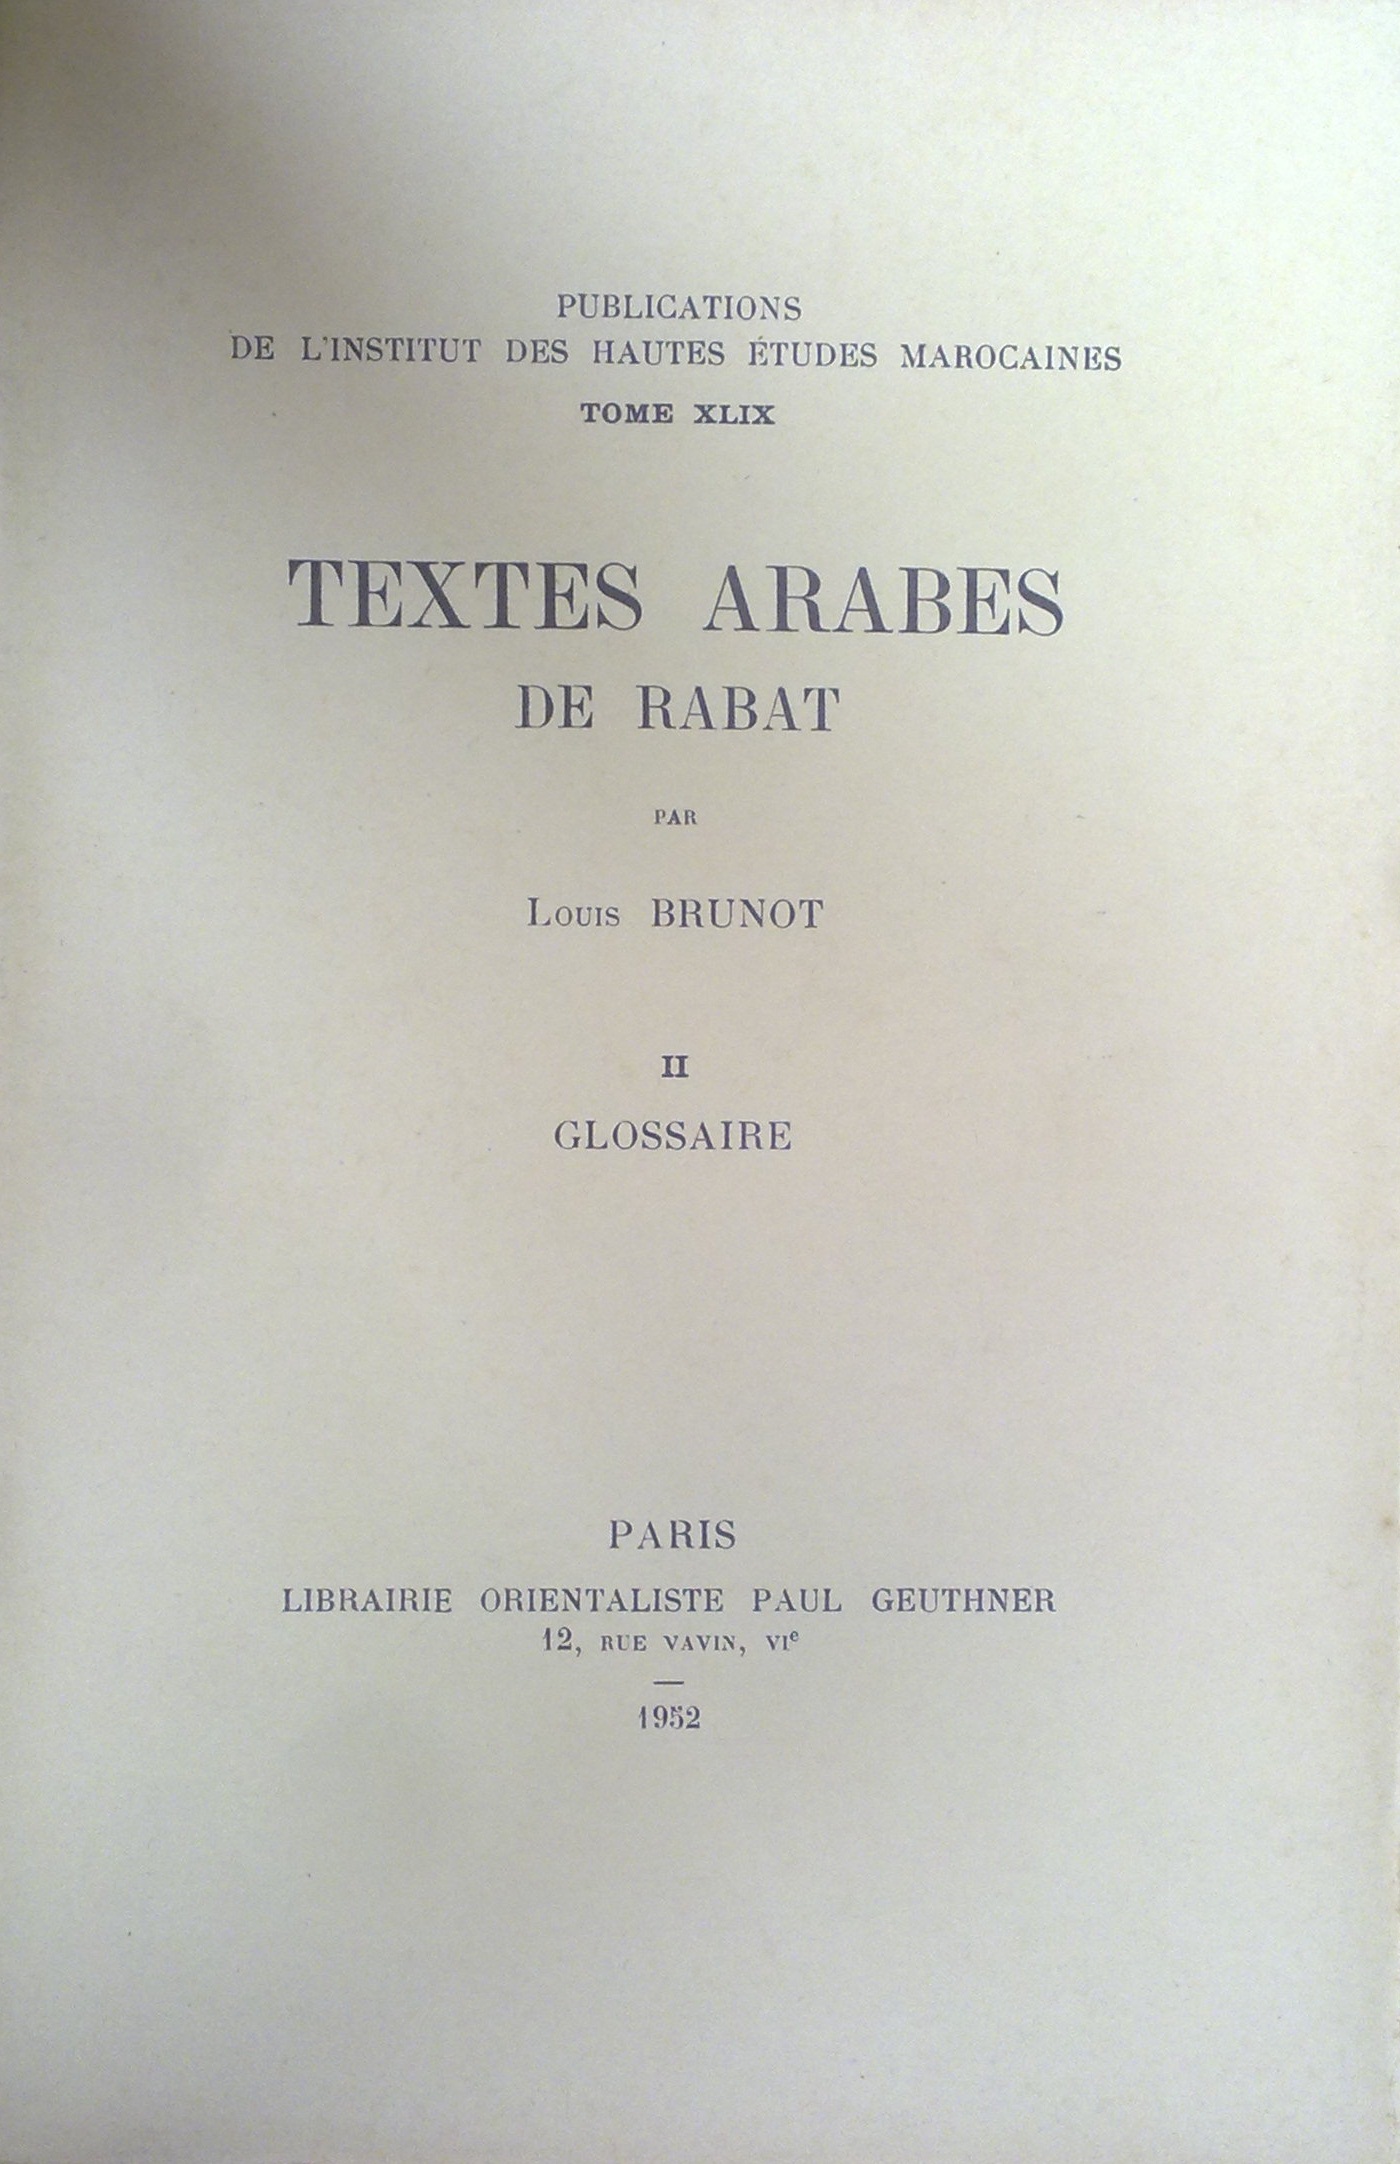 PUBLICATIONS
DE L'INSTITUT DES HAUTES ÉTUDES MAROCAINES
TOME XLIX
TEXTES ARABES
DE RABAT
PAR
Louis BRUNOT
II
GLOSSAIRE
PARIS
LIBRAIRIE ORIENTALISTE PAUL GEUTHNER
12, RUE VAVIN, VIe
1952